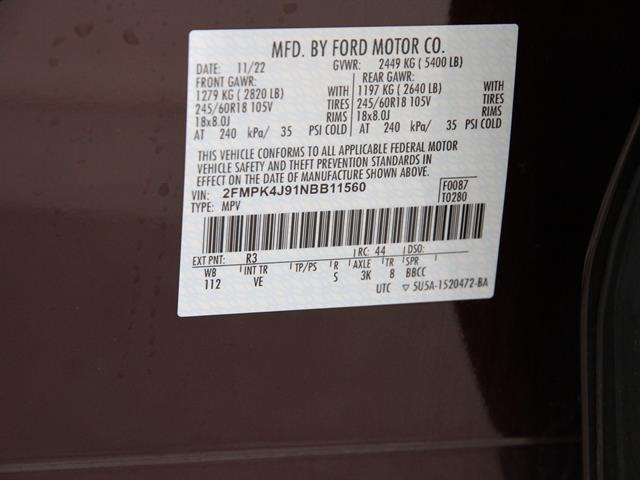 MFD. BY FORD MOTOR CO.
DATE: 11/22 GVWR: 2449 KG ( 5400 LB)
FRONT GAWR: REAR GAWR:
1279 KG ( 2820 LB) WITH 1197 KG ( 2640 LB) WITH
245/60R18 105V TIRES 245/60R18 105V TIRES
18x8.0J RIMS 18x8.0J RIMS
AT 240 kPa/ 35 PSI COLD AT 240 kPa/ 35 PSI COLD
THIS VEHICLE CONFORMS TO ALL APPLICABLE FEDERAL MOTOR
VEHICLE SAFETY AND THEFT PREVENTION STANDARDS IN
EFFECT ON THE DATE OF MANUFACTURE SHOWN ABOVE.
VIN: 2FMPK4J91NBB11560 F0087
TYPE: MPV T0280
EXT PNT: R3 RC: 44 DSO:
WB INT TR TP/PS R AXLE TR SPR
112 VE S 3K 8 BBCC
UTC ▽ 5U5A-1520472-BA